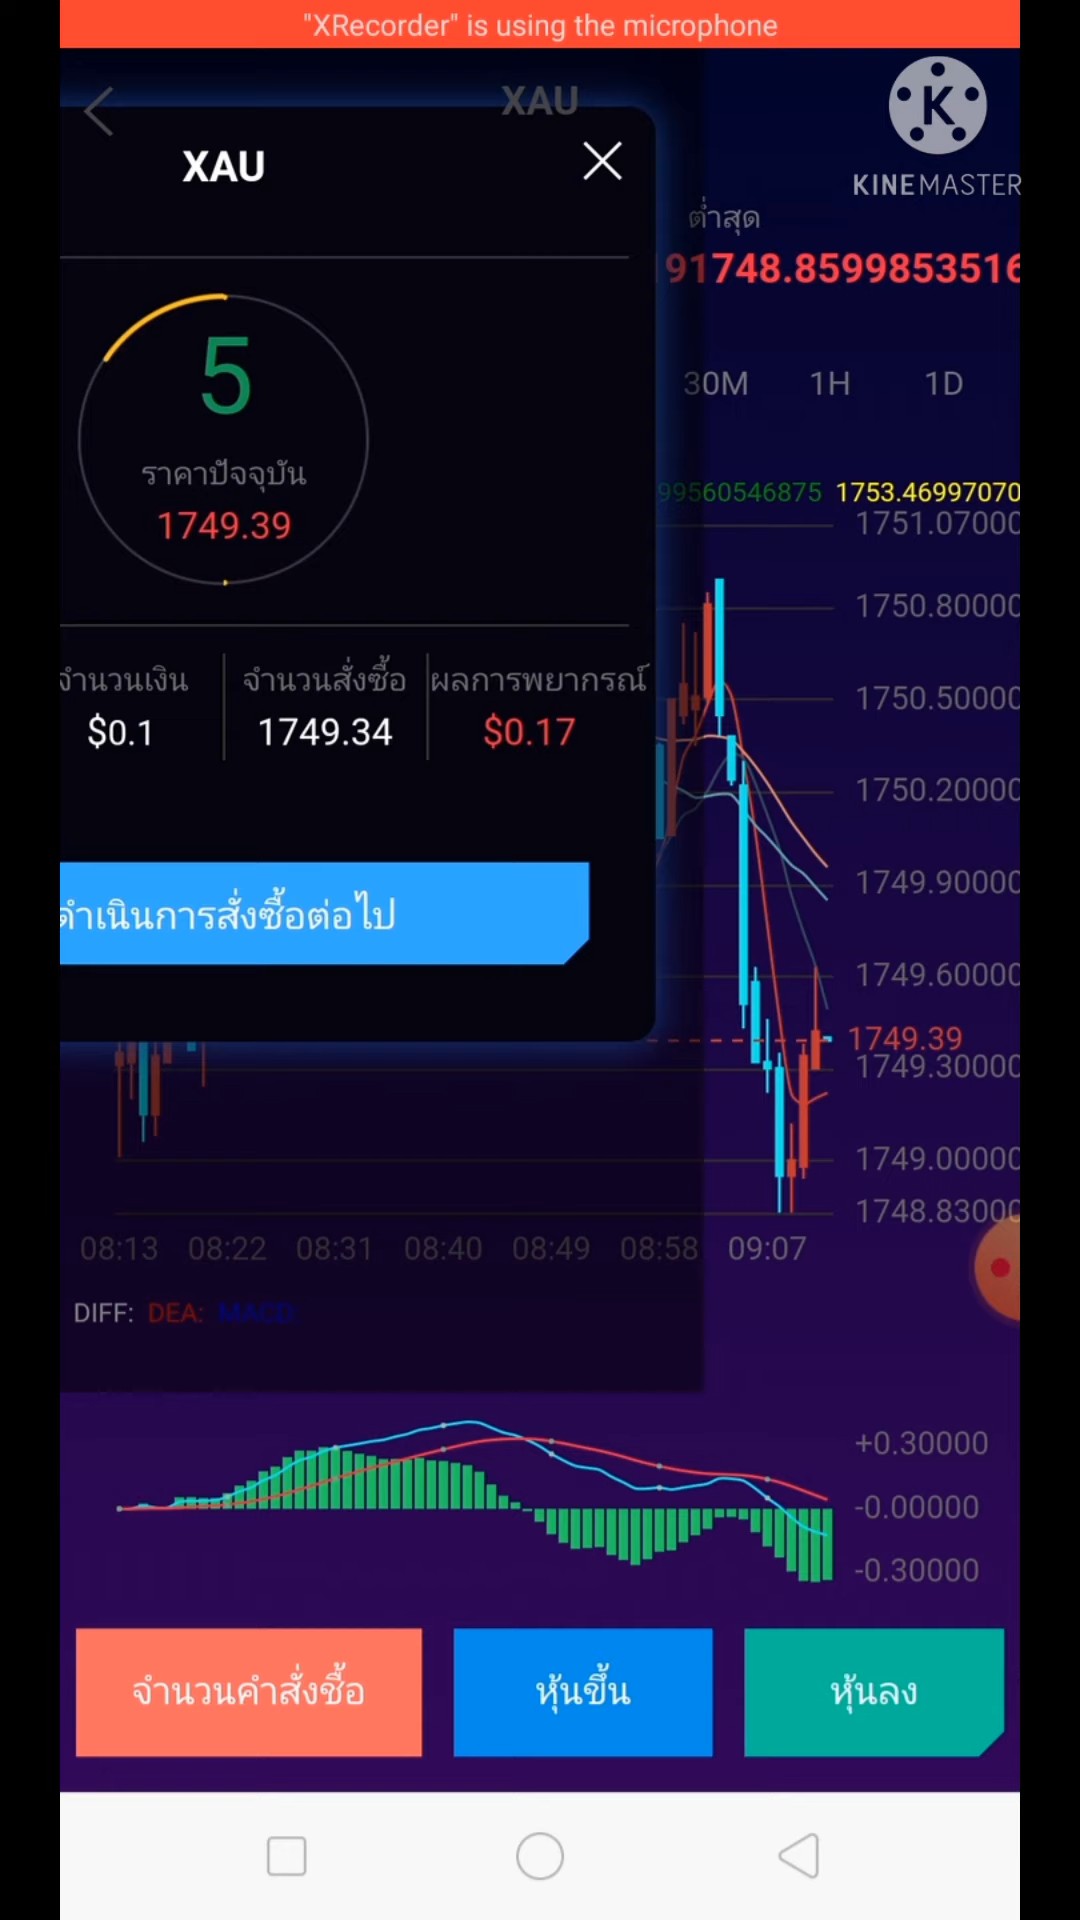 "XRecorder" is using the microphone
XAU
KINEMASTER
XAU
ต่ำสุด
91748.8599853516
30M 1H 1D
5
ราคาปัจจุบัน
1749.39
99560546875 1753.46997070
1751.07000
1750.80000
1750.50000
1750.20000
1749.90000
1749.60000
1749.39
1749.30000
1749.00000
1748.83000
จำนวนเงิน จำนวนสั่งซื้อ ผลการพยากรณ์
$0.1 1749.34 $0.17
ดำเนินการสั่งซื้อต่อไป
08:13 08:22 08:31 08:40 08:49 08:58 09:07
DIFF: DEA: MACD:
+0.30000
-0.00000
-0.30000
จำนวนคำสั่งซื้อ หุ้นขึ้น หุ้นลง